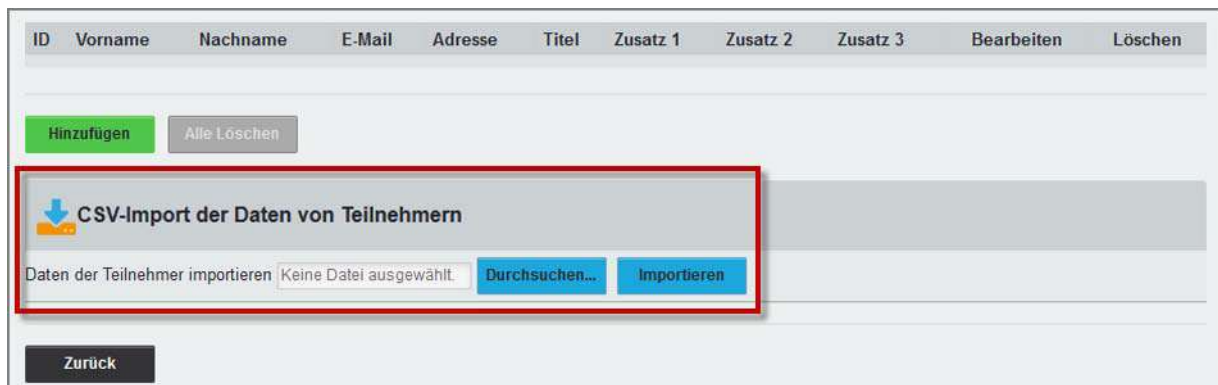 ID Vorname Nachname E-Mail Adresse Titel Zusatz 1 Zusatz 2 Zusatz 3 Bearbeiten Löschen
Hinzufügen Alle Löschen
CSV-Import der Daten von Teilnehmern
Daten der Teilnehmer importieren Keine Datei ausgewählt. Durchsuchen... Importieren
Zurück